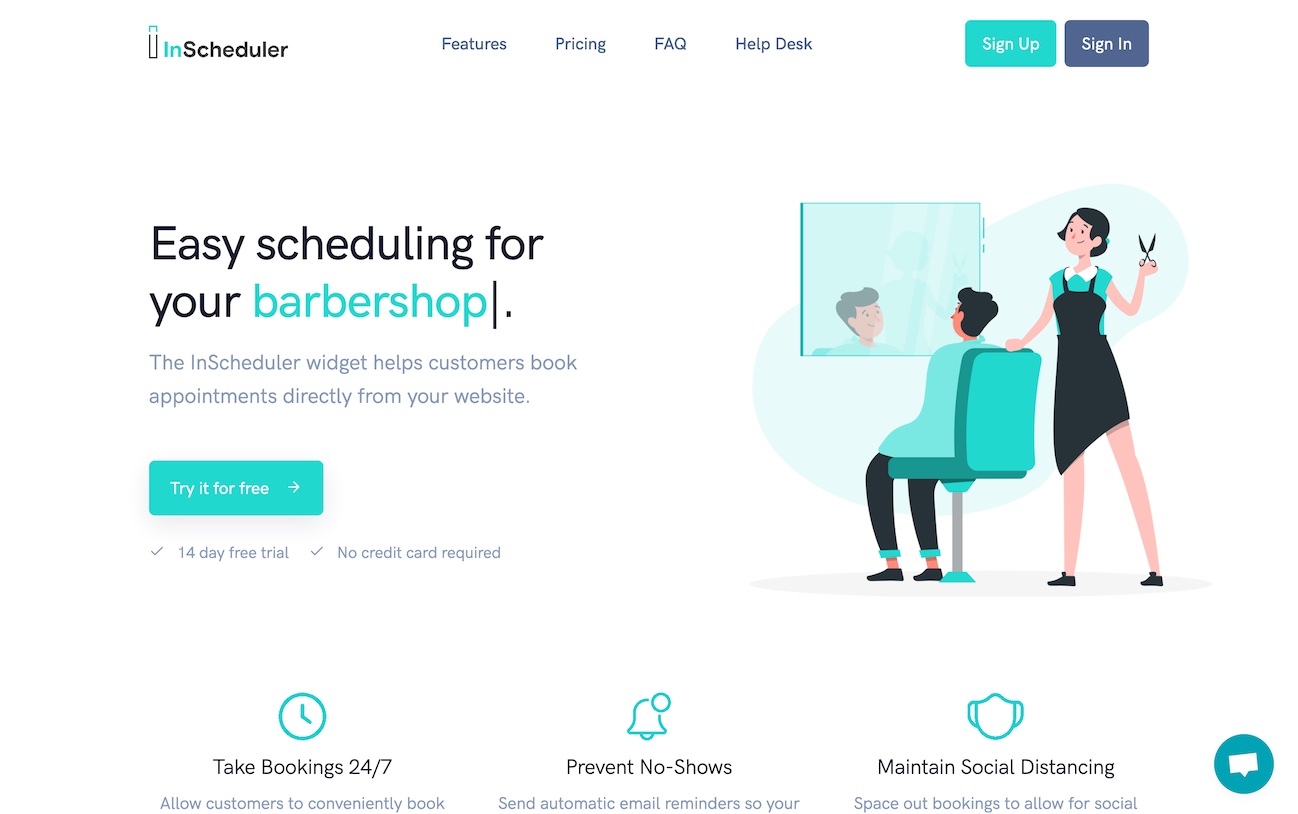 InScheduler
Features
Pricing
FAQ
Help Desk
Sign Up
Sign In
Easy scheduling for
your barbershop|.
The InScheduler widget helps customers book
appointments directly from your website.
Try it for free →
✓ 14 day free trial
✓ No credit card required
Take Bookings 24/7
Allow customers to conveniently book
Prevent No-Shows
Send automatic email reminders so your
Maintain Social Distancing
Space out bookings to allow for social